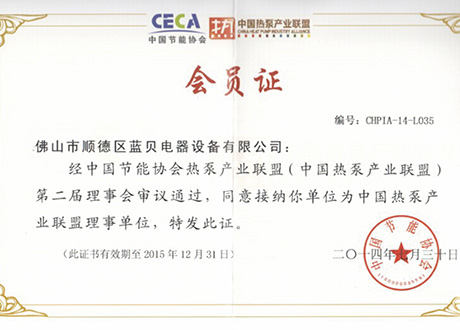 CECA
中国节能协会
中国热泵产业联盟
CHINA HEAT PUMP INDUSTRY ALLIANCE
会员证
编号：CHPIA-14-L035
佛山市顺德区蓝贝电器设备有限公司：
经中国节能协会热泵产业联盟（中国热泵产业联盟）
第二届理事会审议通过，同意接纳你单位为中国热泵产
业联盟理事单位，特发此证。
（此证书有效期至 2015 年 12 月 31 日）
二〇一四年七月三十日
中国节能协会